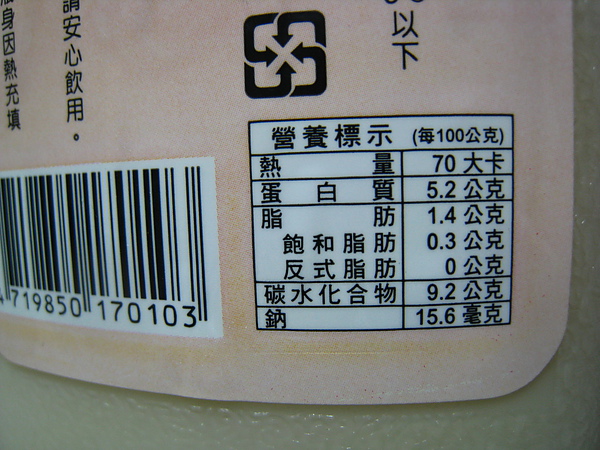 以下
請安心飲用。
瓶身因熱充填
營養標示 (每100公克)
熱量 70 大卡
蛋白質 5.2 公克
脂肪 1.4 公克
飽和脂肪 0.3 公克
反式脂肪 0 公克
碳水化合物 9.2 公克
鈉 15.6 毫克
4 719850 170103